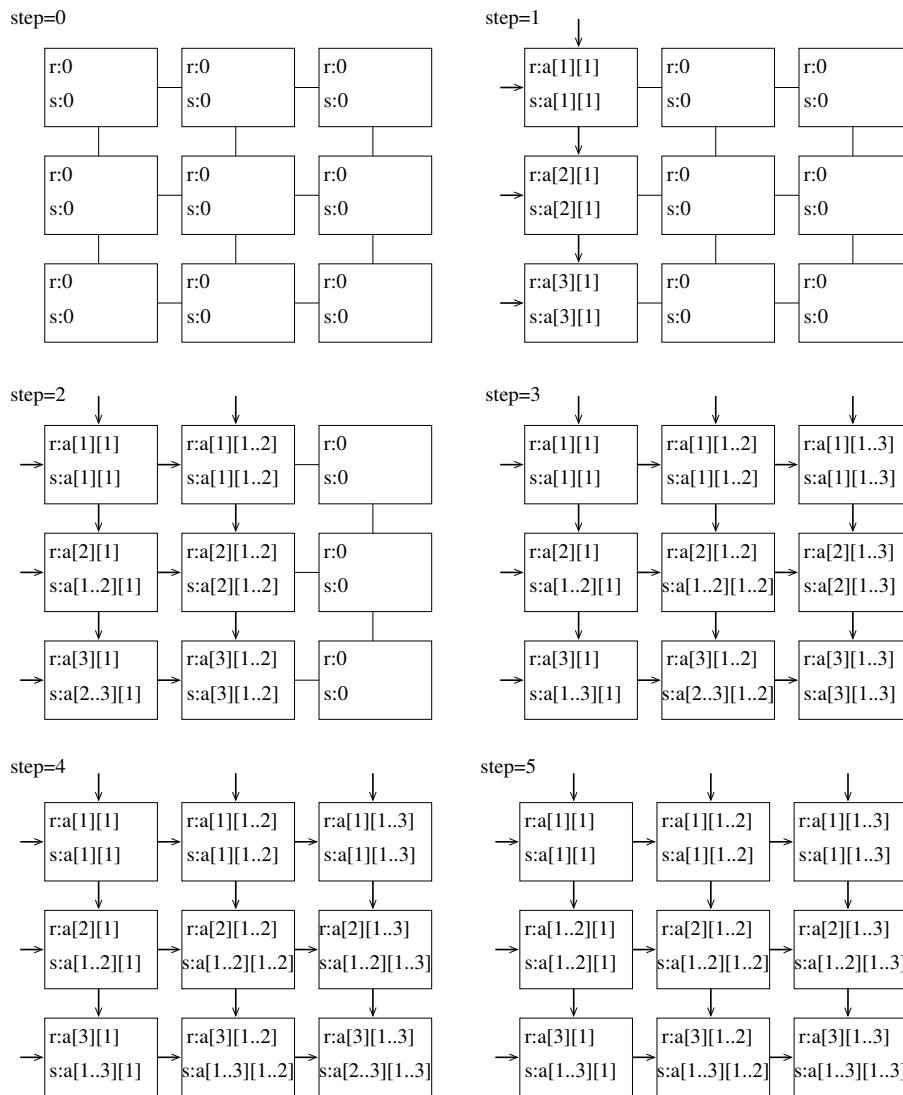 step=0
r:0 r:0 r:0
s:0 s:0 s:0
r:0 r:0 r:0
s:0 s:0 s:0
r:0 r:0 r:0
s:0 s:0 s:0
step=1
r:a[1][1] r:0 r:0
s:a[1][1] s:0 s:0
r:a[2][1] r:0 r:0
s:a[2][1] s:0 s:0
r:a[3][1] r:0 r:0
s:a[3][1] s:0 s:0
step=2
r:a[1][1] r:a[1][1..2] r:0
s:a[1][1] s:a[1][1..2] s:0
r:a[2][1] r:a[2][1..2] r:0
s:a[1..2][1] s:a[2][1..2] s:0
r:a[3][1] r:a[3][1..2] r:0
s:a[2..3][1] s:a[3][1..2] s:0
step=3
r:a[1][1] r:a[1][1..2] r:a[1][1..3]
s:a[1][1] s:a[1][1..2] s:a[1][1..3]
r:a[2][1] r:a[2][1..2] r:a[2][1..3]
s:a[1..2][1] s:a[1..2][1..2] s:a[2][1..3]
r:a[3][1] r:a[3][1..2] r:a[3][1..3]
s:a[1..3][1] s:a[2..3][1..2] s:a[3][1..3]
step=4
r:a[1][1] r:a[1][1..2] r:a[1][1..3]
s:a[1][1] s:a[1][1..2] s:a[1][1..3]
r:a[2][1] r:a[2][1..2] r:a[2][1..3]
s:a[1..2][1] s:a[1..2][1..2] s:a[1..2][1..3]
r:a[3][1] r:a[3][1..2] r:a[3][1..3]
s:a[1..3][1] s:a[1..3][1..2] s:a[2..3][1..3]
step=5
r:a[1][1] r:a[1][1..2] r:a[1][1..3]
s:a[1][1] s:a[1][1..2] s:a[1][1..3]
r:a[1..2][1] r:a[2][1..2] r:a[2][1..3]
s:a[1..2][1] s:a[1..2][1..2] s:a[1..2][1..3]
r:a[3][1] r:a[3][1..2] r:a[3][1..3]
s:a[1..3][1] s:a[1..3][1..2] s:a[1..3][1..3]